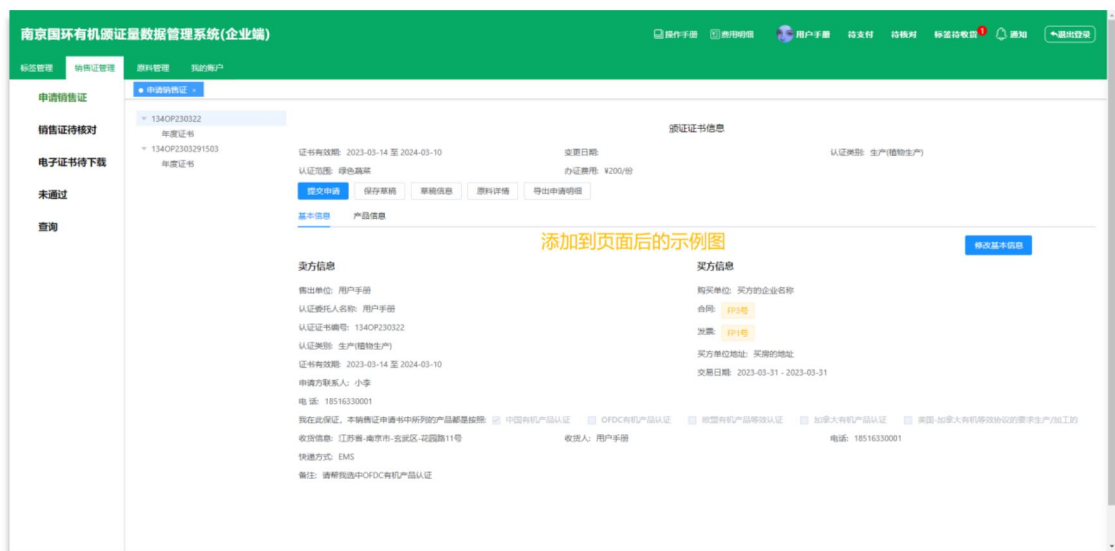 南京国环有机颁证量数据管理系统(企业端)
操作手册 费用明细 用户手册 待支付 待核对 标签待收货 1 通知 退出登录
标签管理 销售证管理 原料管理 我的账户
申请销售证
销售证待核对
电子证书待下载
未通过
查询
申请销售证 ×
134OP230322
年度证书
134OP2303291503
年度证书
颁证证书信息
证书有效期: 2023-03-14 至 2024-03-10 变更日期: 认证类别: 生产(植物生产)
认证范围: 绿色蔬菜 办证费用: ¥200/份
提交申请 保存草稿 草稿信息 原料详情 导出申请明细
基本信息 产品信息
添加到页面后的示例图
修改基本信息
卖方信息
售出单位: 用户手册
认证委托人名称: 用户手册
认证证书编号: 134OP230322
认证类别: 生产(植物生产)
证书有效期: 2023-03-14 至 2024-03-10
申请方联系人: 小李
电 话: 18516330001
买方信息
购买单位: 买方的企业名称
合同: FP3号
发票: FP3号
买方单位地址: 买房的地址
交易日期: 2023-03-31 - 2023-03-31
我在此保证, 本销售证申请书中所列的产品都是按照: 中国有机产品认证 OFDC有机产品认证 欧盟有机产品等效认证 加拿大有机产品认证 美国-加拿大有机等效协议的要求生产/加工的
收货信息: 江苏省-南京市-玄武区-花园路11号 收货人: 用户手册 电话: 18516330001
快递方式: EMS
备注: 请帮我选中OFDC有机产品认证